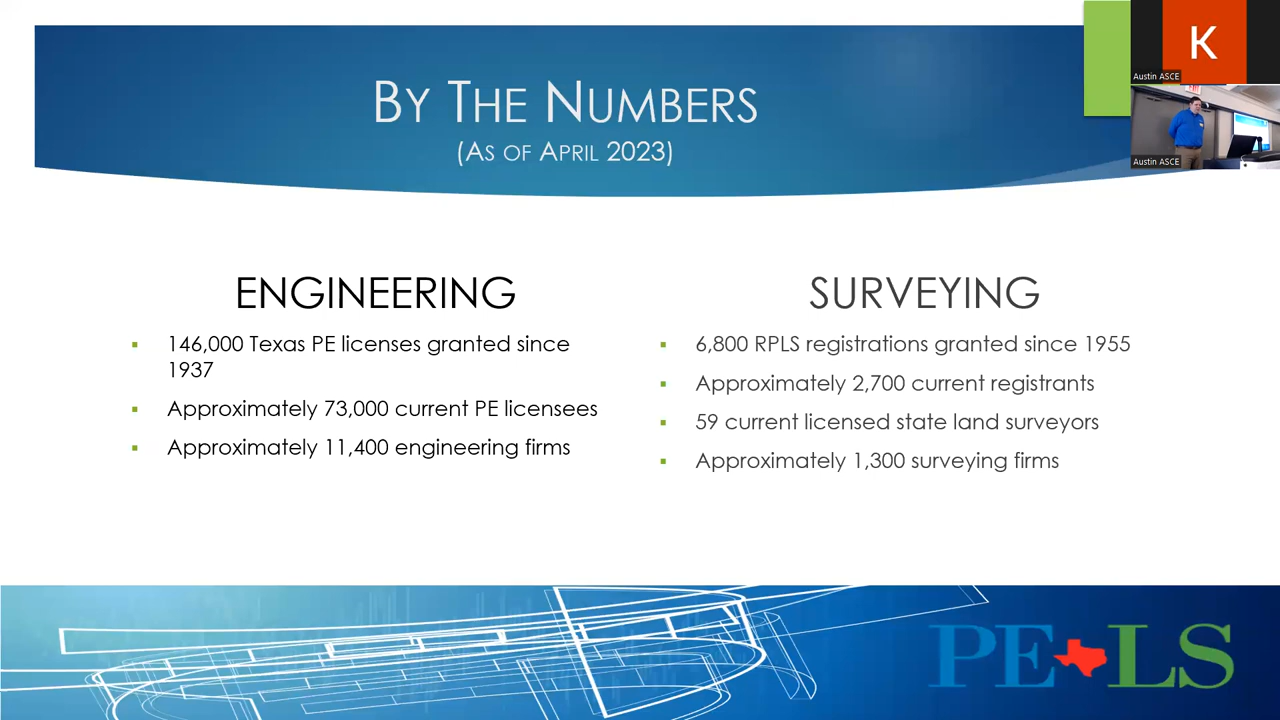 BY THE NUMBERS
(AS OF APRIL 2023)
K
Austin ASCE
Austin ASCE
ENGINEERING
146,000 Texas PE licenses granted since
1937
Approximately 73,000 current PE licensees
Approximately 11,400 engineering firms
SURVEYING
6,800 RPLS registrations granted since 1955
Approximately 2,700 current registrants
59 current licensed state land surveyors
Approximately 1,300 surveying firms
PE LS